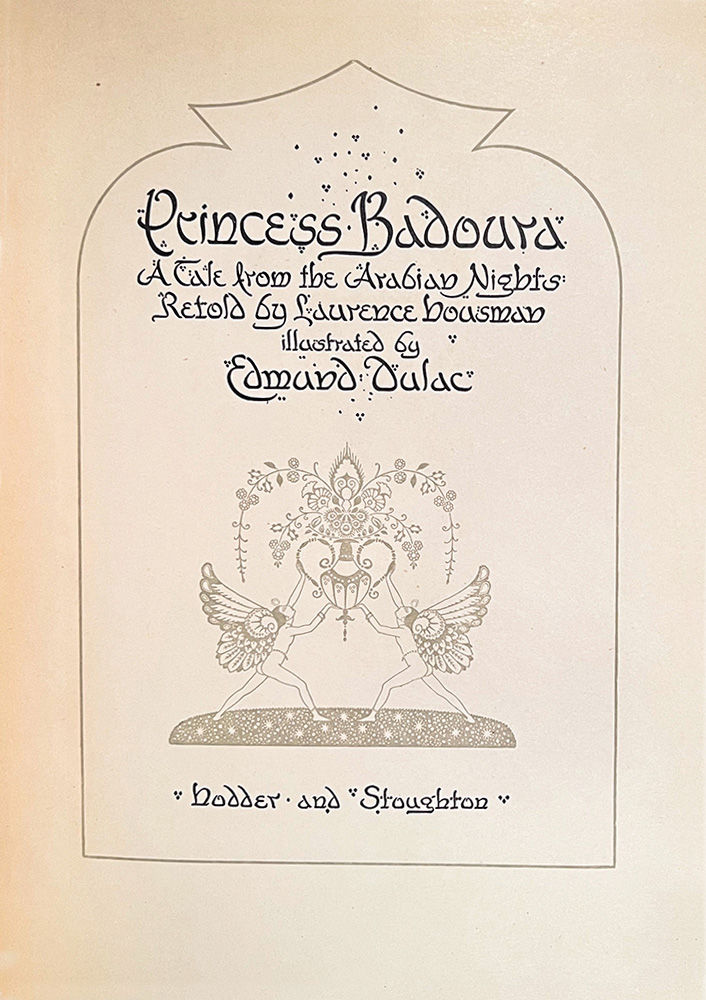 Princess Badoura
A Tale from the Arabian Nights:
Retold by Laurence Housman
illustrated by
Edmund Dulac
Hodder and Stoughton